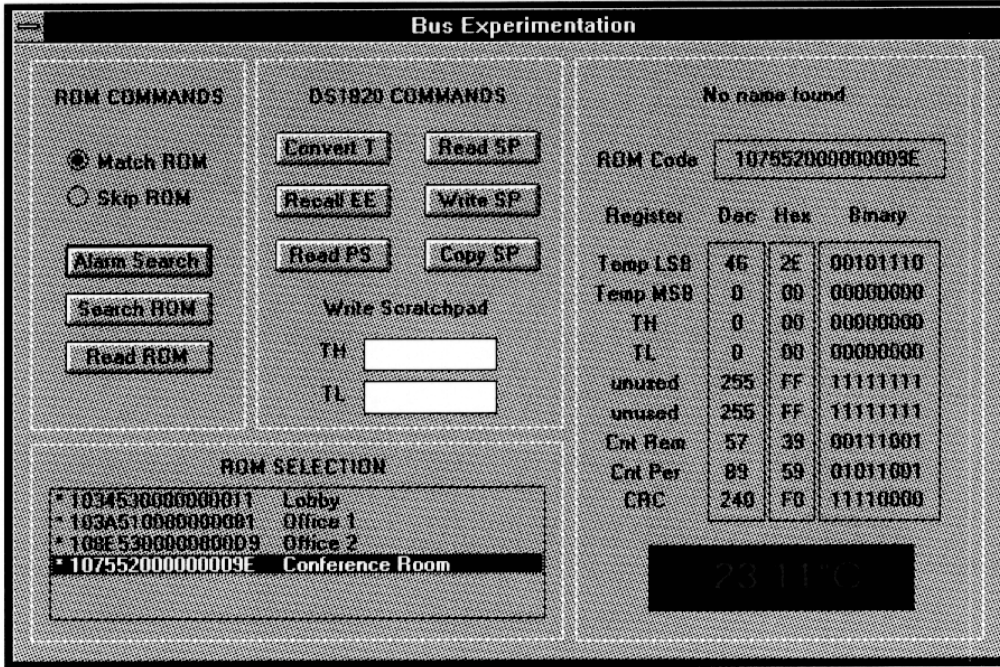 Bus Experimentation
ROM COMMANDS
Match ROM
Skip ROM
Alarm Search
Search ROM
Read ROM
DS1820 COMMANDS
Convert T Read SP
Recall EE Write SP
Read PS Copy SP
Write Scratchpad
TH
TL
ROM SELECTION
* 1034530000000011 Lobby
* 103A510080000081 Office 1
* 108E5300000800D9 Office 2
* 107552000000009E Conference Room
No name found
ROM Code 107552000000009E
Register Dec Hex Binary
Temp LSB 46 2E 00101110
Temp MSB 0 00 00000000
TH 0 00 00000000
TL 0 00 00000000
unused 255 FF 11111111
unused 255 FF 11111111
Cnt Rem 57 39 00111001
Cnt Per 89 59 01011001
CRC 240 F0 11110000
23.11°C